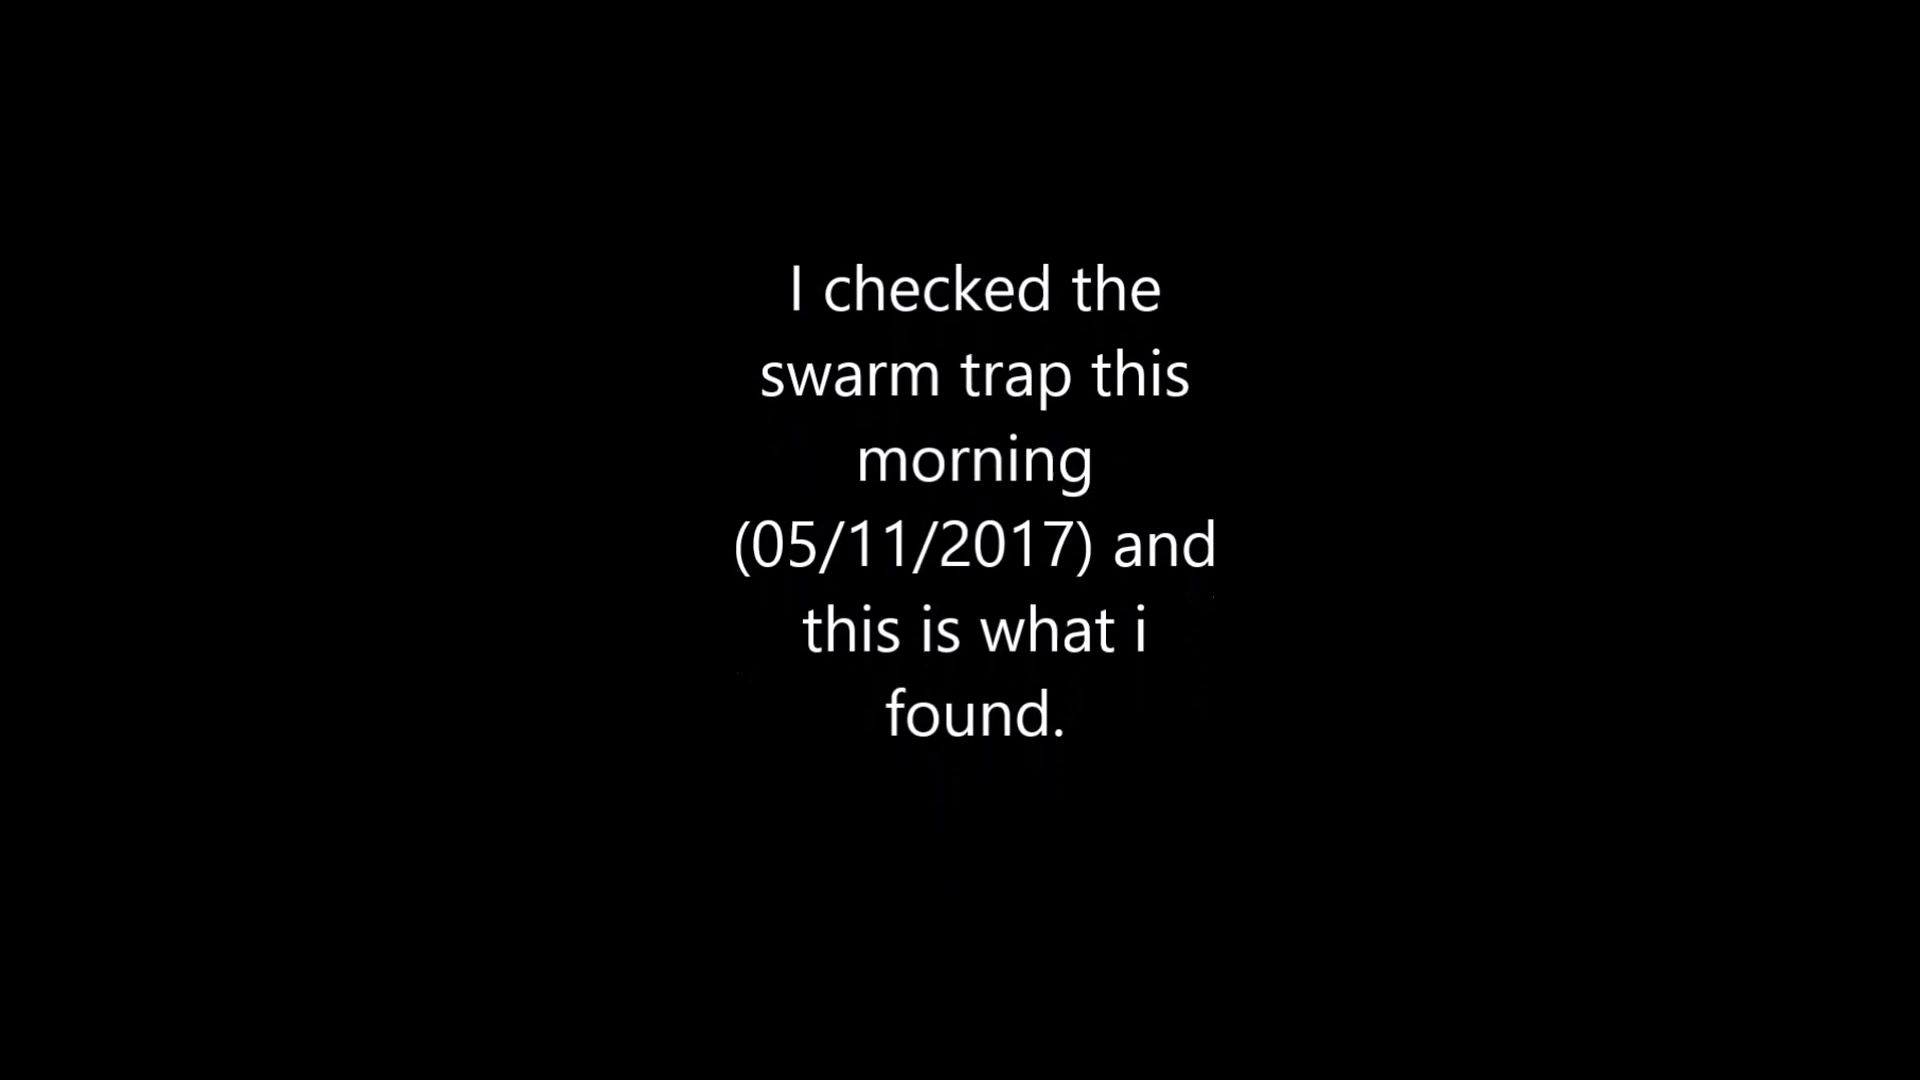 I checked the
swarm trap this
morning
(05/11/2017) and
this is what i
found.